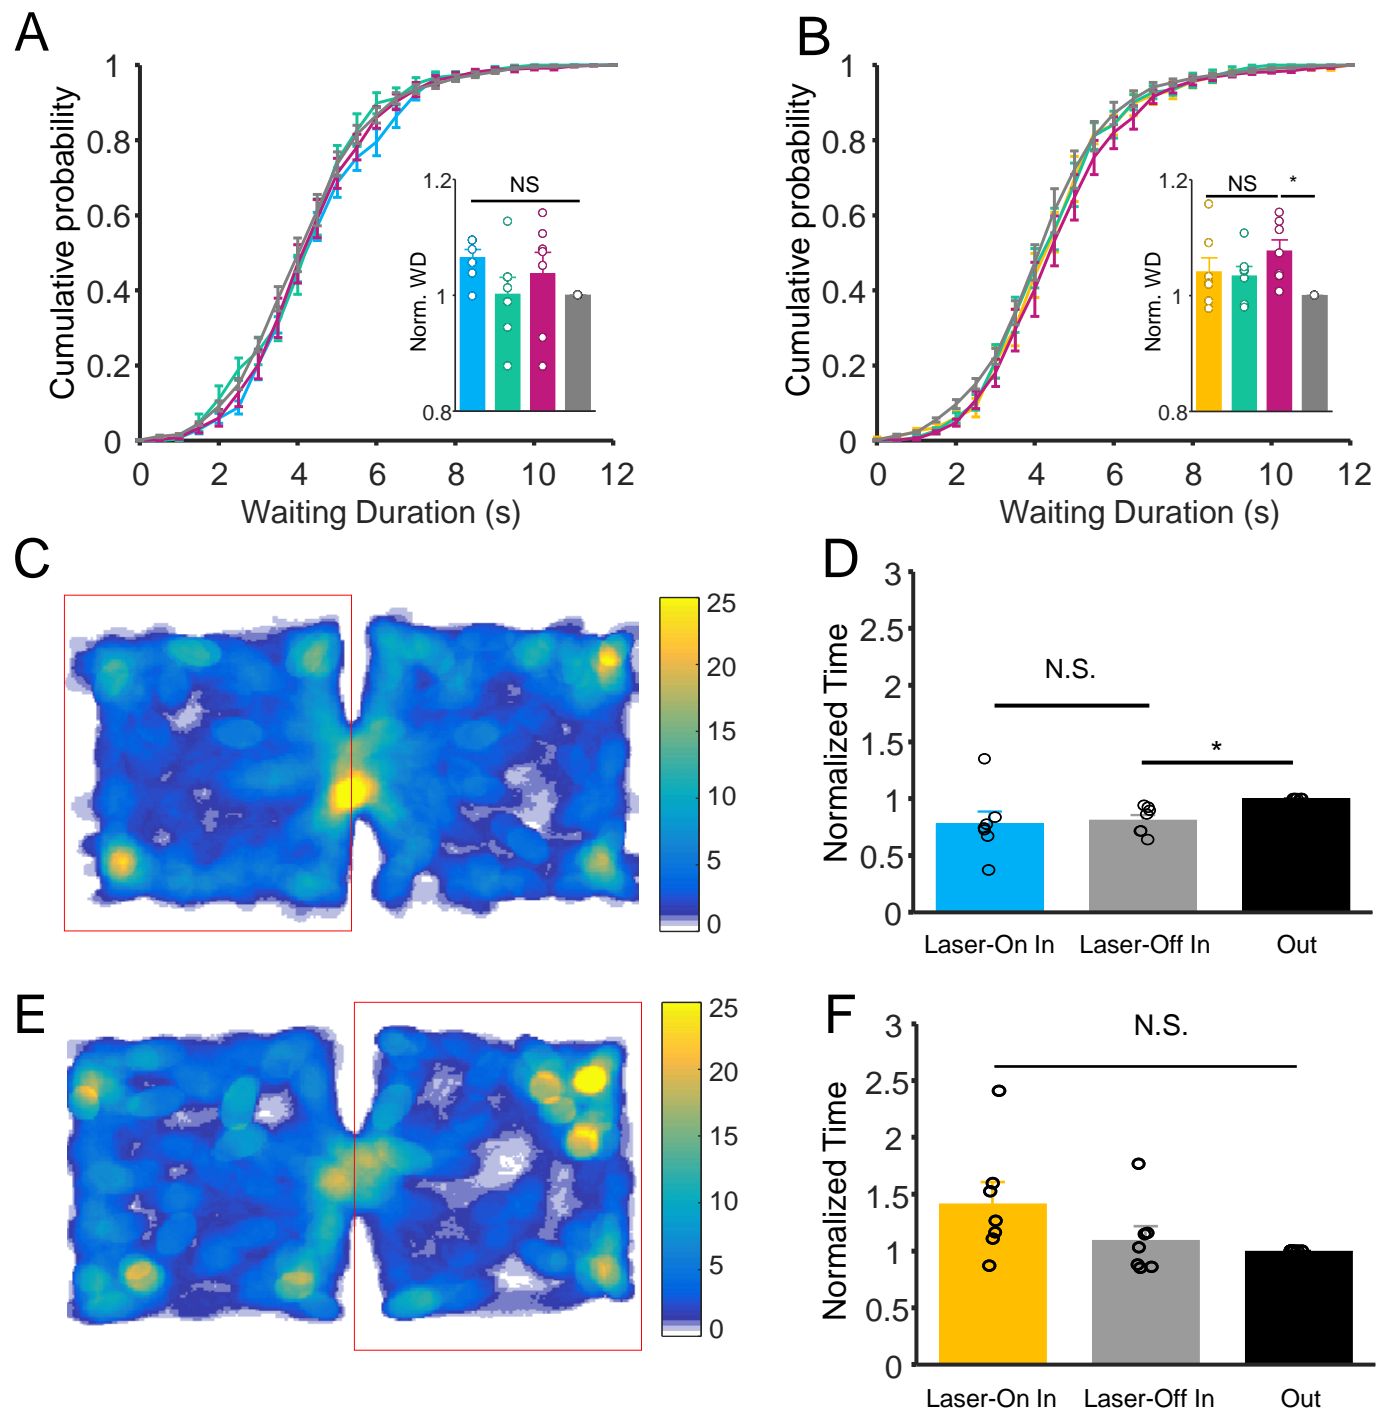 A
Cumulative probability
1
0.8
0.6
0.4
0.2
0
0 2 4 6 8 10 12
Waiting Duration (s)
Norm. WD
1.2
1
0.8
NS
B
Cumulative probability
1
0.8
0.6
0.4
0.2
0
0 2 4 6 8 10 12
Waiting Duration (s)
Norm. WD
1.2
1
0.8
NS *
C
25
20
15
10
5
0
D
Normalized Time
3
2.5
2
1.5
1
0.5
0
N.S.
*
Laser-On In Laser-Off In Out
E
25
20
15
10
5
0
F
Normalized Time
3
2.5
2
1.5
1
0.5
0
N.S.
Laser-On In Laser-Off In Out